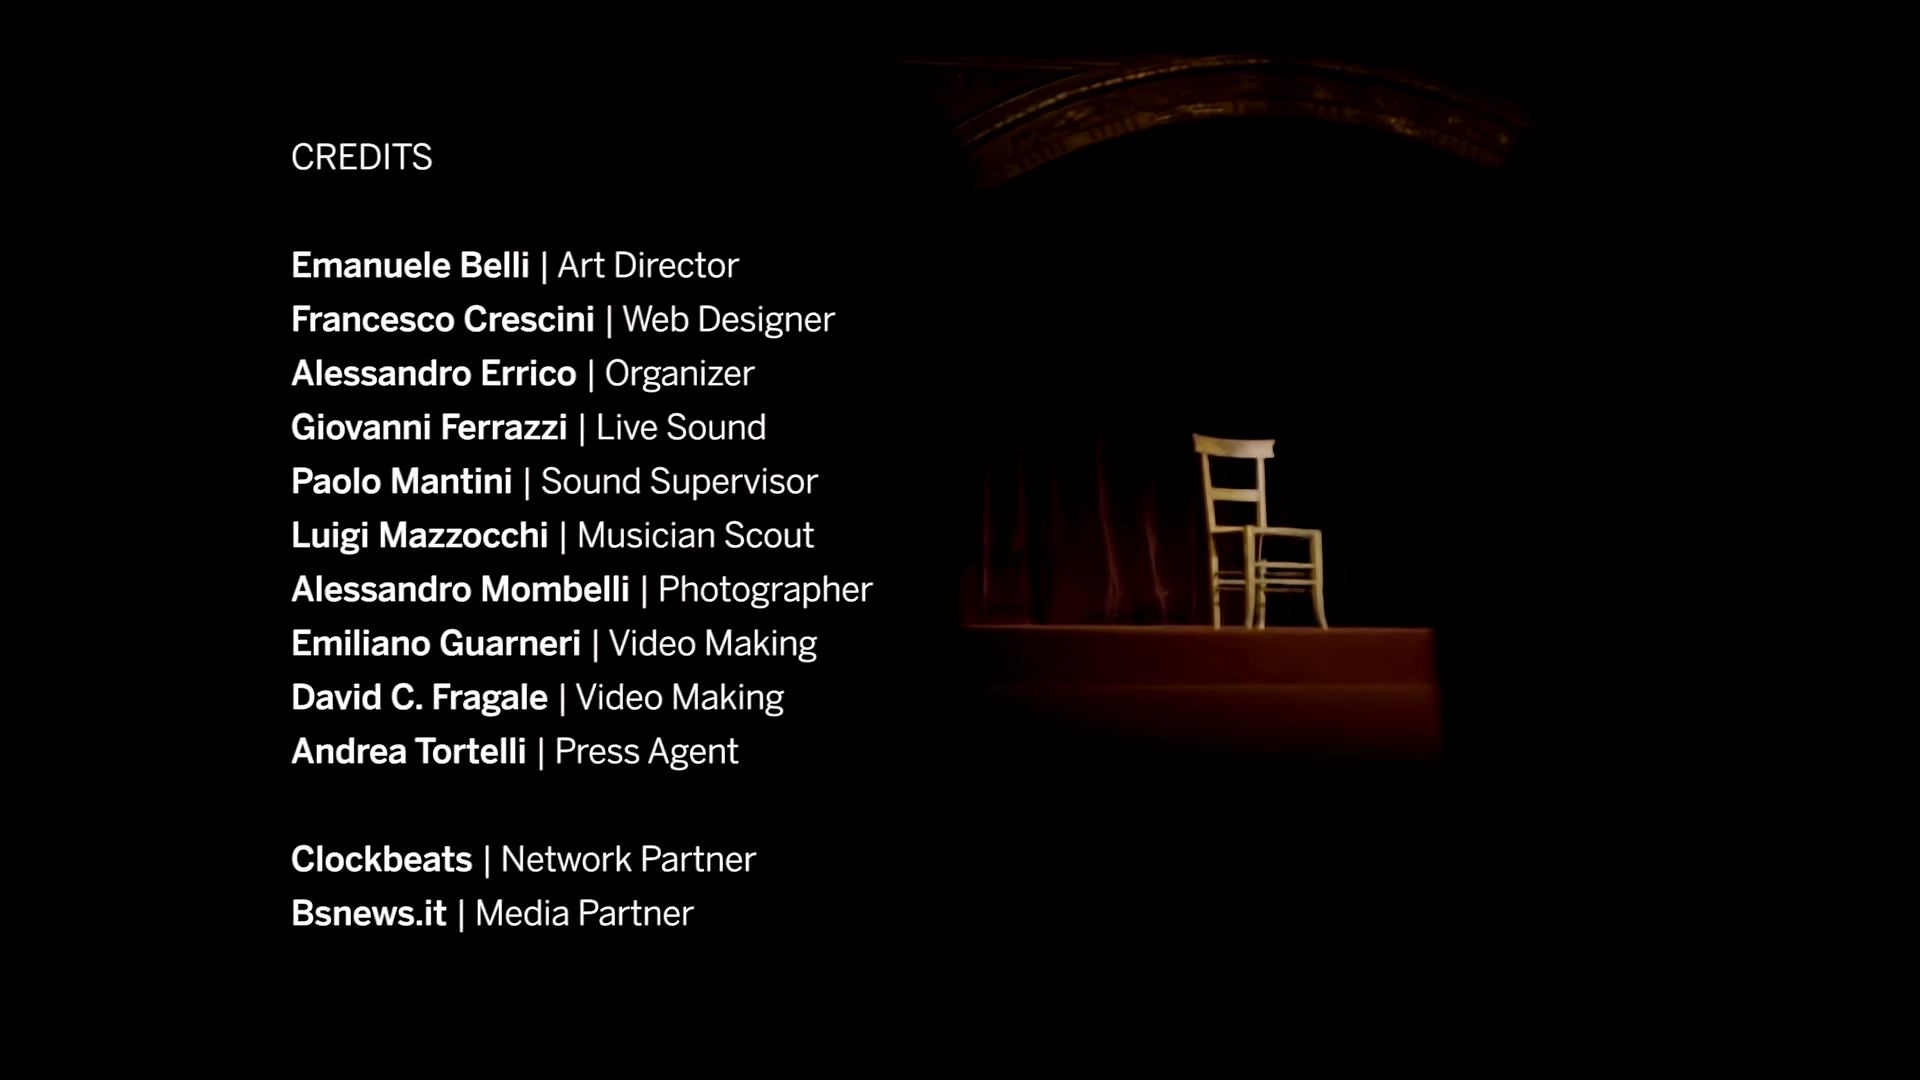 CREDITS
Emanuele Belli | Art Director
Francesco Crescini | Web Designer
Alessandro Errico | Organizer
Giovanni Ferrazzi | Live Sound
Paolo Mantini | Sound Supervisor
Luigi Mazzocchi | Musician Scout
Alessandro Mombelli | Photographer
Emiliano Guarneri | Video Making
David C. Fragale | Video Making
Andrea Tortelli | Press Agent
Clockbeats | Network Partner
Bsnews.it | Media Partner